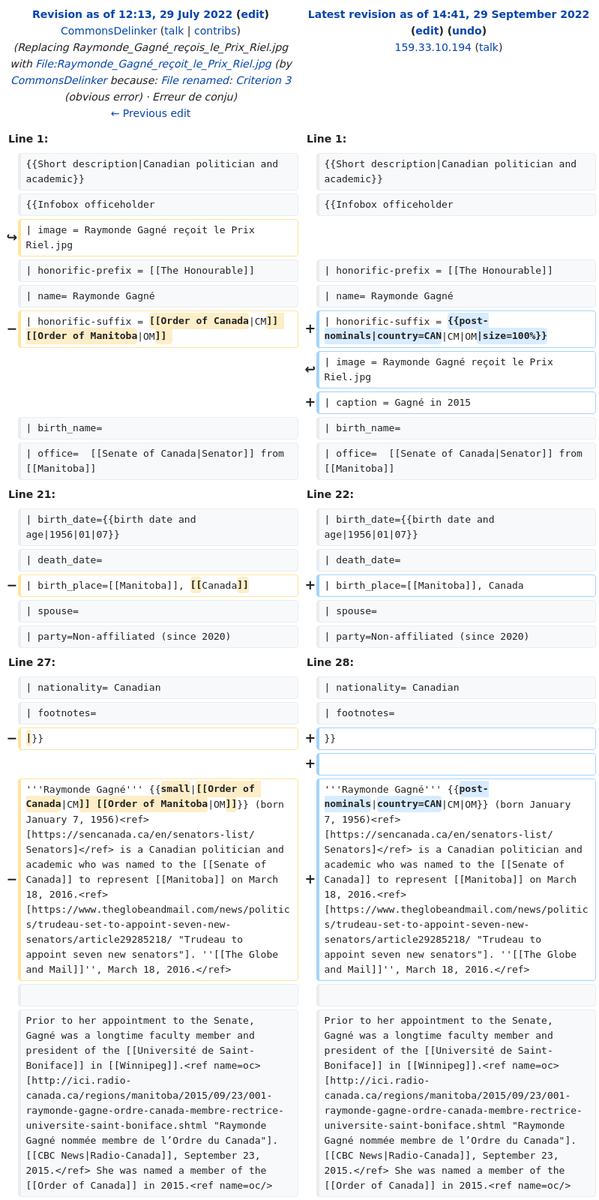 Revision as of 12:13, 29 July 2022 (edit)
CommonsDelinker (talk | contribs)
(Replacing Raymonde_Gagné_reçois_le_Prix_Riel.jpg
with File:Raymonde_Gagné_reçoit_le_Prix_Riel.jpg (by
CommonsDelinker because: File renamed: Criterion 3
(obvious error) · Erreur de conju)
← Previous edit
Latest revision as of 14:41, 29 September 2022
(edit) (undo)
159.33.10.194 (talk)
Line 1:
Line 1:
{{Short description|Canadian politician and
academic}}
{{Short description|Canadian politician and
academic}}
{{Infobox officeholder
{{Infobox officeholder
↪ | image = Raymonde Gagné reçoit le Prix
Riel.jpg
| honorific-prefix = [[The Honourable]]
| honorific-prefix = [[The Honourable]]
| name= Raymonde Gagné
| name= Raymonde Gagné
− | honorific-suffix = [[Order of Canada|CM]]
[[Order of Manitoba|OM]]
+ | honorific-suffix = {{post-
nominals|country=CAN|CM|OM|size=100%}}
↩ | image = Raymonde Gagné reçoit le Prix
Riel.jpg
+ | caption = Gagné in 2015
| birth_name=
| birth_name=
| office=  [[Senate of Canada|Senator]] from
[[Manitoba]]
| office=  [[Senate of Canada|Senator]] from
[[Manitoba]]
Line 21:
Line 22:
| birth_date={{birth date and
age|1956|01|07}}
| birth_date={{birth date and
age|1956|01|07}}
| death_date=
| death_date=
− | birth_place=[[Manitoba]], [[Canada]]
+ | birth_place=[[Manitoba]], Canada
| spouse=
| spouse=
| party=Non-affiliated (since 2020)
| party=Non-affiliated (since 2020)
Line 27:
Line 28:
| nationality= Canadian
| nationality= Canadian
| footnotes=
| footnotes=
− |}}
+ }}
+
− '''Raymonde Gagné''' {{small|[[Order of
Canada|CM]] [[Order of Manitoba|OM]]}} (born
January 7, 1956)<ref>
[https://sencanada.ca/en/senators-list/
Senators]</ref> is a Canadian politician and
academic who was named to the [[Senate of
Canada]] to represent [[Manitoba]] on March
18, 2016.<ref>
[https://www.theglobeandmail.com/news/politic
s/trudeau-set-to-appoint-seven-new-
senators/article29285218/ "Trudeau to
appoint seven new senators"]. ''[[The Globe
and Mail]]'', March 18, 2016.</ref>
+ '''Raymonde Gagné''' {{post-
nominals|country=CAN|CM|OM}} (born January
7, 1956)<ref>
[https://sencanada.ca/en/senators-list/
Senators]</ref> is a Canadian politician and
academic who was named to the [[Senate of
Canada]] to represent [[Manitoba]] on March
18, 2016.<ref>
[https://www.theglobeandmail.com/news/politic
s/trudeau-set-to-appoint-seven-new-
senators/article29285218/ "Trudeau to
appoint seven new senators"]. ''[[The Globe
and Mail]]'', March 18, 2016.</ref>
Prior to her appointment to the Senate,
Gagné was a longtime faculty member and
president of the [[Université de Saint-
Boniface]] in [[Winnipeg]].<ref name=oc>
[http://ici.radio-
canada.ca/regions/manitoba/2015/09/23/001-
raymonde-gagne-ordre-canada-membre-rectrice-
universite-saint-boniface.shtml "Raymonde
Gagné nommée membre de l’Ordre du Canada"].
[[CBC News|Radio-Canada]], September 23,
2015.</ref> She was named a member of the
[[Order of Canada]] in 2015.<ref name=oc/>
Prior to her appointment to the Senate,
Gagné was a longtime faculty member and
president of the [[Université de Saint-
Boniface]] in [[Winnipeg]].<ref name=oc>
[http://ici.radio-
canada.ca/regions/manitoba/2015/09/23/001-
raymonde-gagne-ordre-canada-membre-rectrice-
universite-saint-boniface.shtml "Raymonde
Gagné nommée membre de l’Ordre du Canada"].
[[CBC News|Radio-Canada]], September 23,
2015.</ref> She was named a member of the
[[Order of Canada]] in 2015.<ref name=oc/>